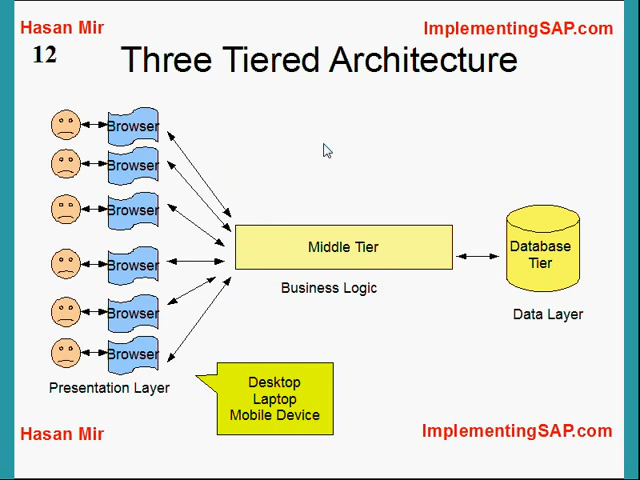 Hasan Mir
ImplementingSAP.com
12
Three Tiered Architecture
Browser
Browser
Browser
Browser
Browser
Browser
Middle Tier
Business Logic
Database
Tier
Data Layer
Presentation Layer
Desktop
Laptop
Mobile Device
Hasan Mir
ImplementingSAP.com